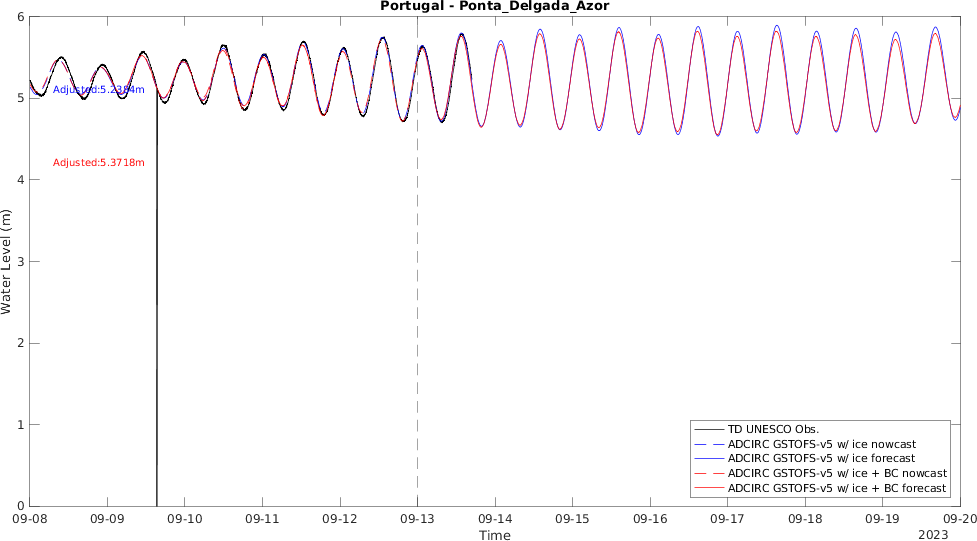 Portugal - Ponta_Delgada_Azor
6
5
4
3
2
1
0
Water Level (m)
Adjusted:5.2384m
Adjusted:5.3718m
TD UNESCO Obs.
ADCIRC GSTOFS-v5 w/ ice nowcast
ADCIRC GSTOFS-v5 w/ ice forecast
ADCIRC GSTOFS-v5 w/ ice + BC nowcast
ADCIRC GSTOFS-v5 w/ ice + BC forecast
09-08 09-09 09-10 09-11 09-12 09-13 09-14 09-15 09-16 09-17 09-18 09-19 09-20
Time
2023